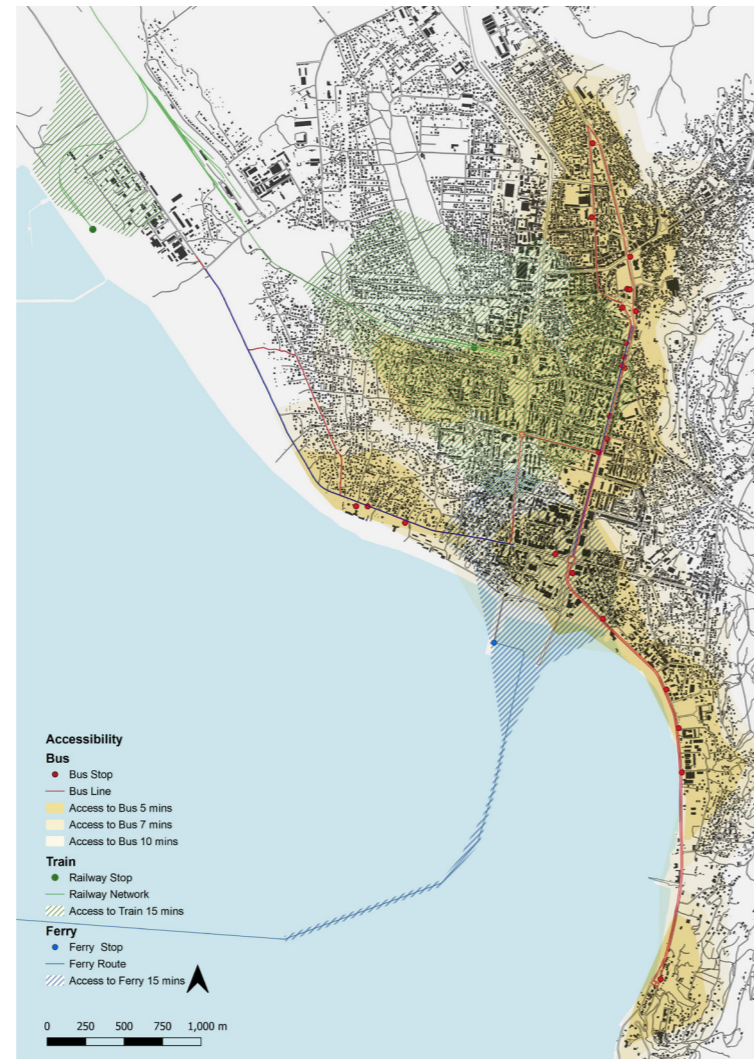 Accessibility
Bus
Bus Stop
Bus Line
Access to Bus 5 mins
Access to Bus 7 mins
Access to Bus 10 mins
Train
Railway Stop
Railway Network
Access to Train 15 mins
Ferry
Ferry Stop
Ferry Route
Access to Ferry 15 mins
0 250 500 750 1,000 m